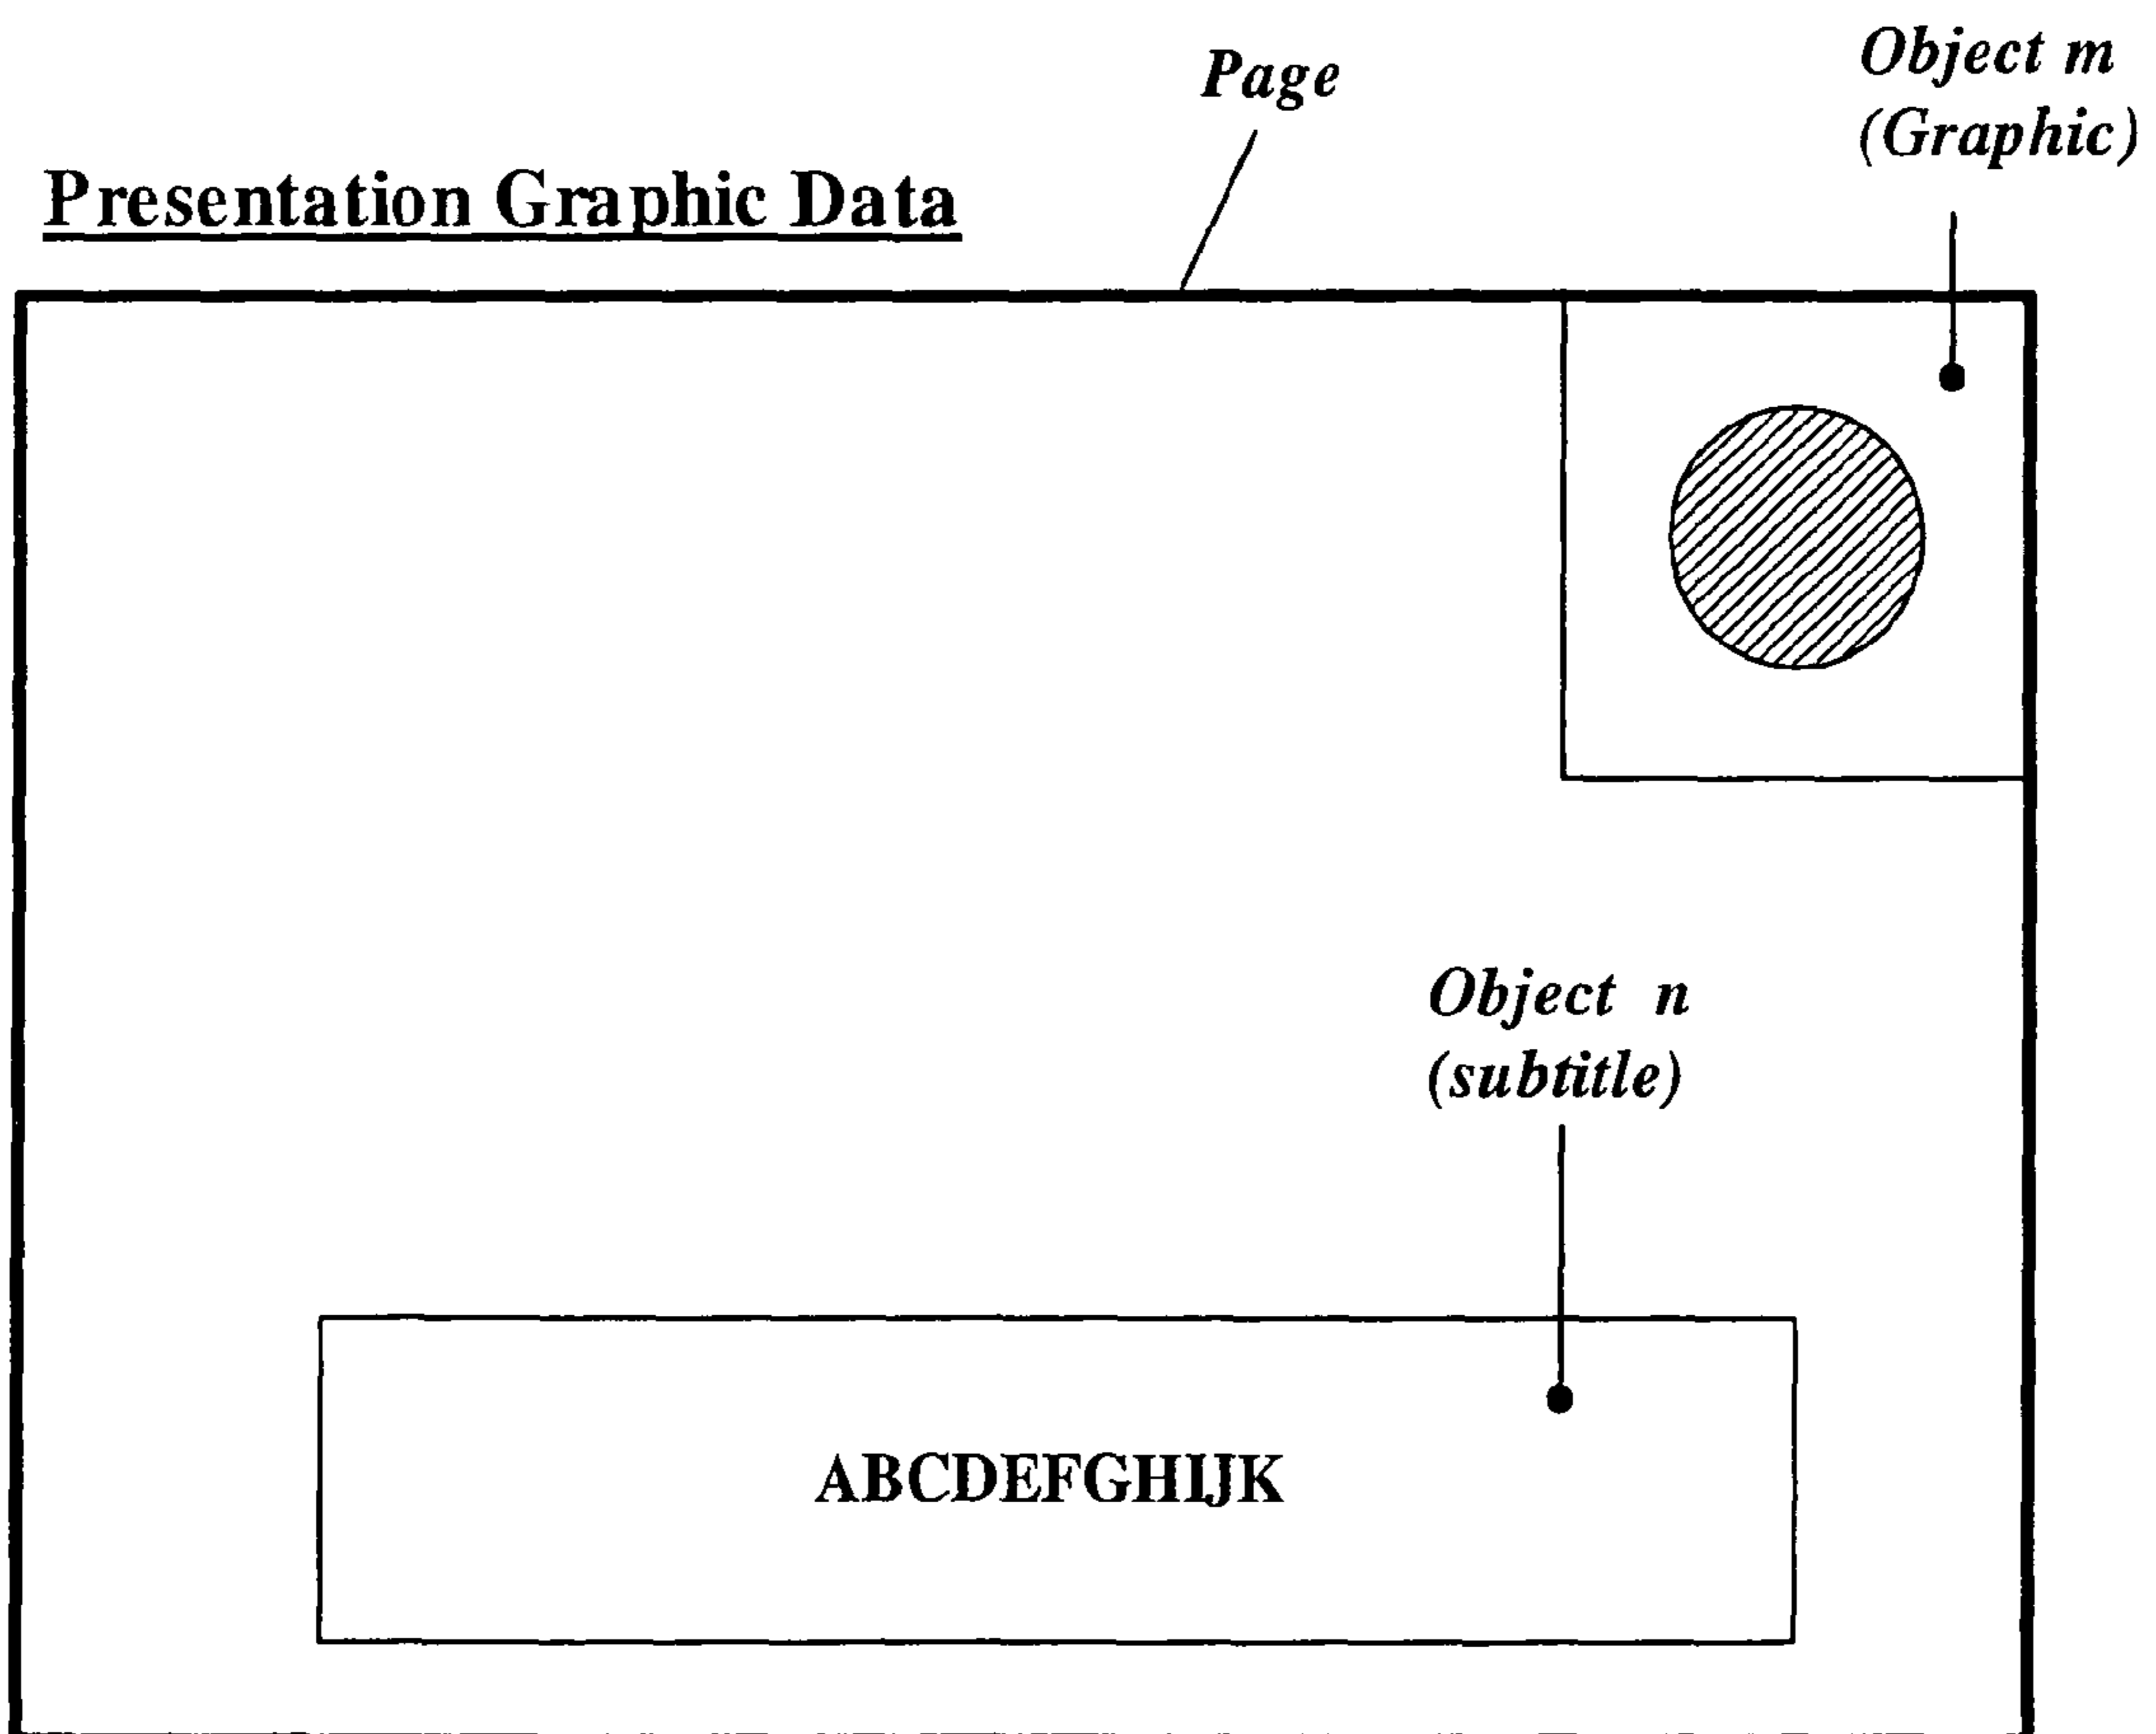 Page
Object m
(Graphic)
Presentation Graphic Data
Object n
(subtitle)
ABCDEFGHIJK